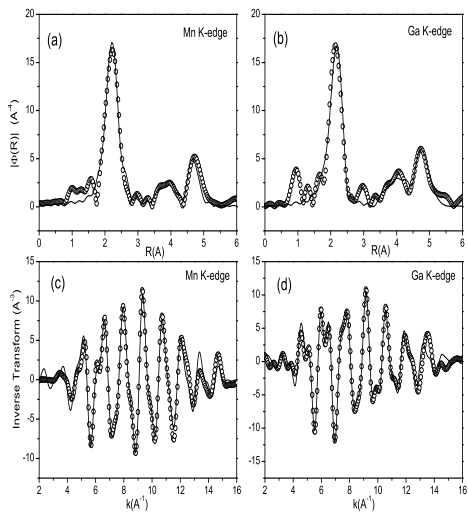 (a) Mn K-edge
(b) Ga K-edge
|Φ(R)| (A⁻⁴)
20
15
10
5
0
0 1 2 3 4 5 6
R(A)
20
15
10
5
0
0 1 2 3 4 5 6
R(A)
(c) Mn K-edge
(d) Ga K-edge
Inverse Transform (A⁻³)
15
10
5
0
-5
-10
2 4 6 8 10 12 14 16
k(A⁻¹)
15
10
5
0
-5
-10
-15
2 4 6 8 10 12 14 16
k(A⁻¹)